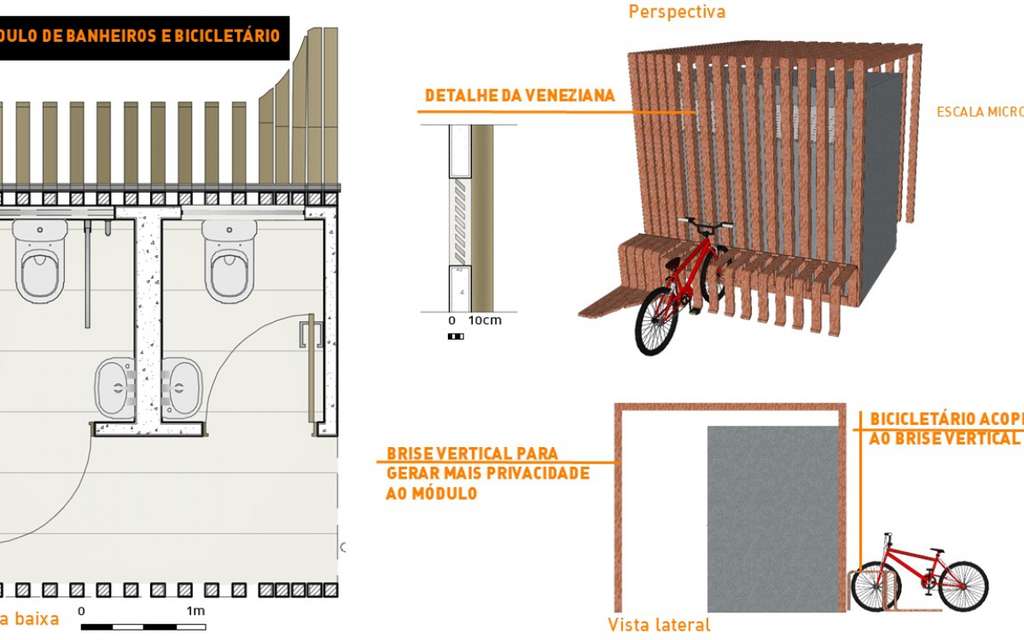 DULO DE BANHEIROS E BICICLETÁRIO
Perspectiva
DETALHE DA VENEZIANA
ESCALA MICRO
0 10cm
BRISE VERTICAL PARA
GERAR MAIS PRIVACIDADE
AO MÓDULO
BICICLETÁRIO ACOP
AO BRISE VERTICAL
a baixa
0 1m
Vista lateral